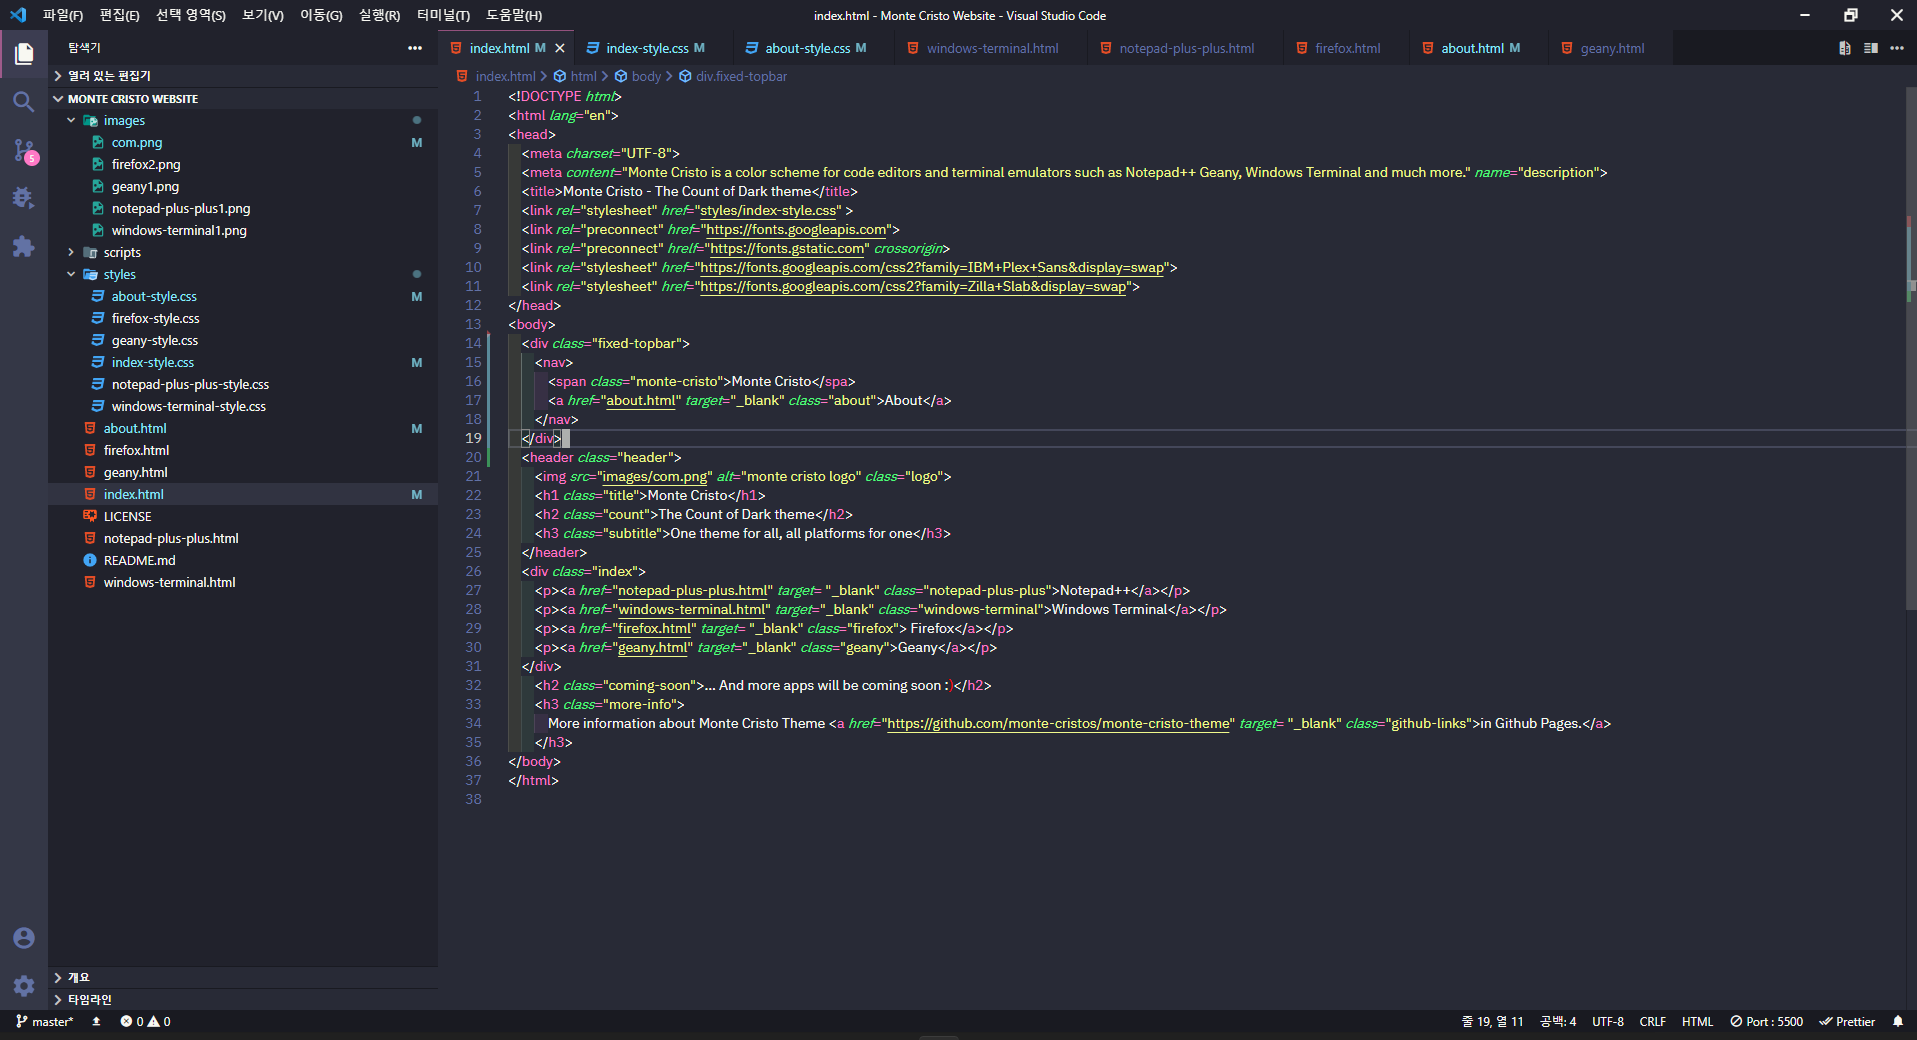 파일(F) 편집(E) 선택 영역(S) 보기(V) 이동(G) 실행(R) 터미널(T) 도움말(H)
index.html - Monte Cristo Website - Visual Studio Code
탐색기
열려 있는 편집기
MONTE CRISTO WEBSITE
images
com.png M
firefox2.png
geany1.png
notepad-plus-plus1.png
windows-terminal1.png
scripts
styles
about-style.css M
firefox-style.css
geany-style.css
index-style.css M
notepad-plus-plus-style.css
windows-terminal-style.css
about.html M
firefox.html
geany.html
index.html M
LICENSE
notepad-plus-plus.html
README.md
windows-terminal.html
개요
타임라인
5
index.html M index-style.css M about-style.css M windows-terminal.html notepad-plus-plus.html firefox.html about.html M geany.html
index.html > html > body > div.fixed-topbar
1 <!DOCTYPE html>
2 <html lang="en">
3 <head>
4 <meta charset="UTF-8">
5 <meta content="Monte Cristo is a color scheme for code editors and terminal emulators such as Notepad++ Geany, Windows Terminal and much more." name="description">
6 <title>Monte Cristo - The Count of Dark theme</title>
7 <link rel="stylesheet" href="styles/index-style.css" >
8 <link rel="preconnect" href="https://fonts.googleapis.com">
9 <link rel="preconnect" hrelf="https://fonts.gstatic.com" crossorigin>
10 <link rel="stylesheet" href="https://fonts.googleapis.com/css2?family=IBM+Plex+Sans&display=swap">
11 <link rel="stylesheet" href="https://fonts.googleapis.com/css2?family=Zilla+Slab&display=swap">
12 </head>
13 <body>
14 <div class="fixed-topbar">
15 <nav>
16 <span class="monte-cristo">Monte Cristo</spa>
17 <a href="about.html" target="_blank" class="about">About</a>
18 </nav>
19 </div>
20 <header class="header">
21 <img src="images/com.png" alt="monte cristo logo" class="logo">
22 <h1 class="title">Monte Cristo</h1>
23 <h2 class="count">The Count of Dark theme</h2>
24 <h3 class="subtitle">One theme for all, all platforms for one</h3>
25 </header>
26 <div class="index">
27 <p><a href="notepad-plus-plus.html" target= "_blank" class="notepad-plus-plus">Notepad++</a></p>
28 <p><a href="windows-terminal.html" target="_blank" class="windows-terminal">Windows Terminal</a></p>
29 <p><a href="firefox.html" target= "_blank" class="firefox"> Firefox</a></p>
30 <p><a href="geany.html" target="_blank" class="geany">Geany</a></p>
31 </div>
32 <h2 class="coming-soon">... And more apps will be coming soon :)</h2>
33 <h3 class="more-info">
34 More information about Monte Cristo Theme <a href="https://github.com/monte-cristos/monte-cristo-theme" target= "_blank" class="github-links">in Github Pages.</a>
35 </h3>
36 </body>
37 </html>
38
master* 0 0 줄 19, 열 11 공백: 4 UTF-8 CRLF HTML Port : 5500 Prettier